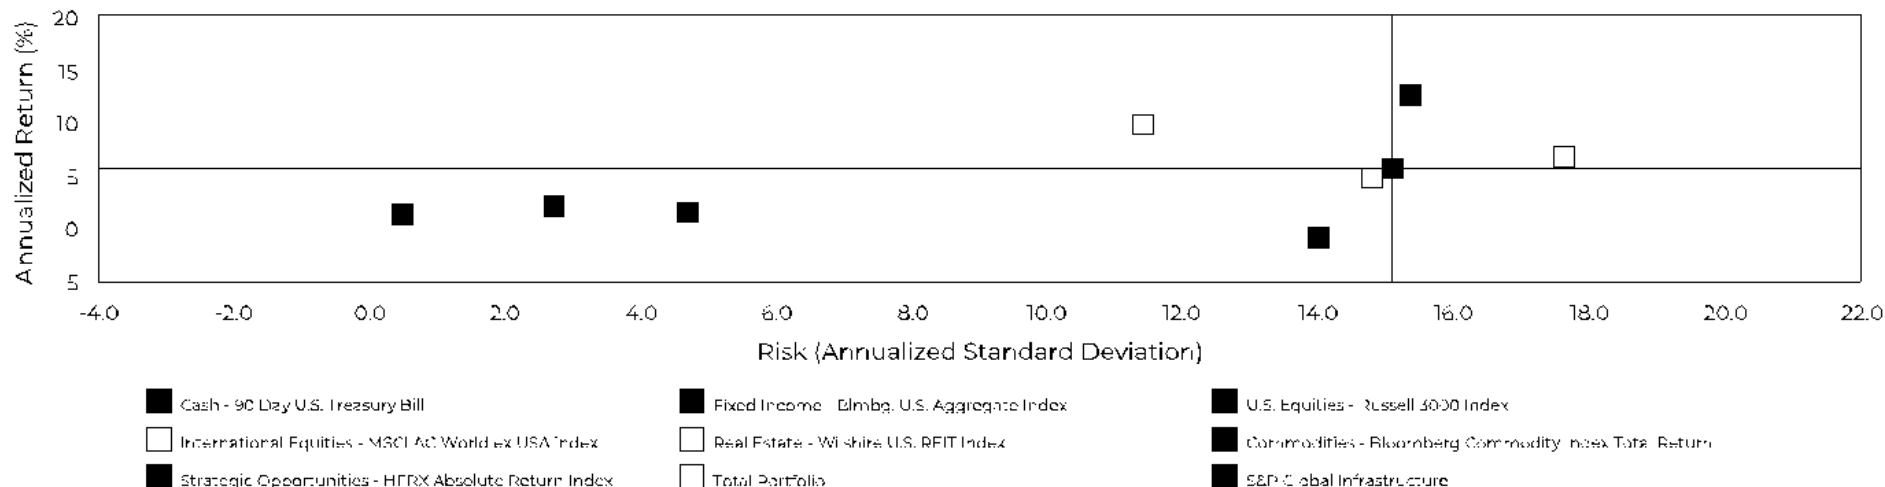 Annualized Return (%)
20
15
10
5
0
5
-4.0 -2.0 0.0 2.0 4.0 6.0 8.0 10.0 12.0 14.0 16.0 18.0 20.0 22.0
Risk (Annualized Standard Deviation)
Cash - 90 Day U.S. Treasury Bill Fixed Income - Blmbg. U.S. Aggregate Index U.S. Equities - Russell 3000 Index
International Equities - MSCI AC World ex USA Index Real Estate - Wilshire U.S. REIT Index Commodities - Bloomberg Commodity Index Total Return
Strategic Opportunities - HFRX Absolute Return Index Total Portfolio S&P Global Infrastructure